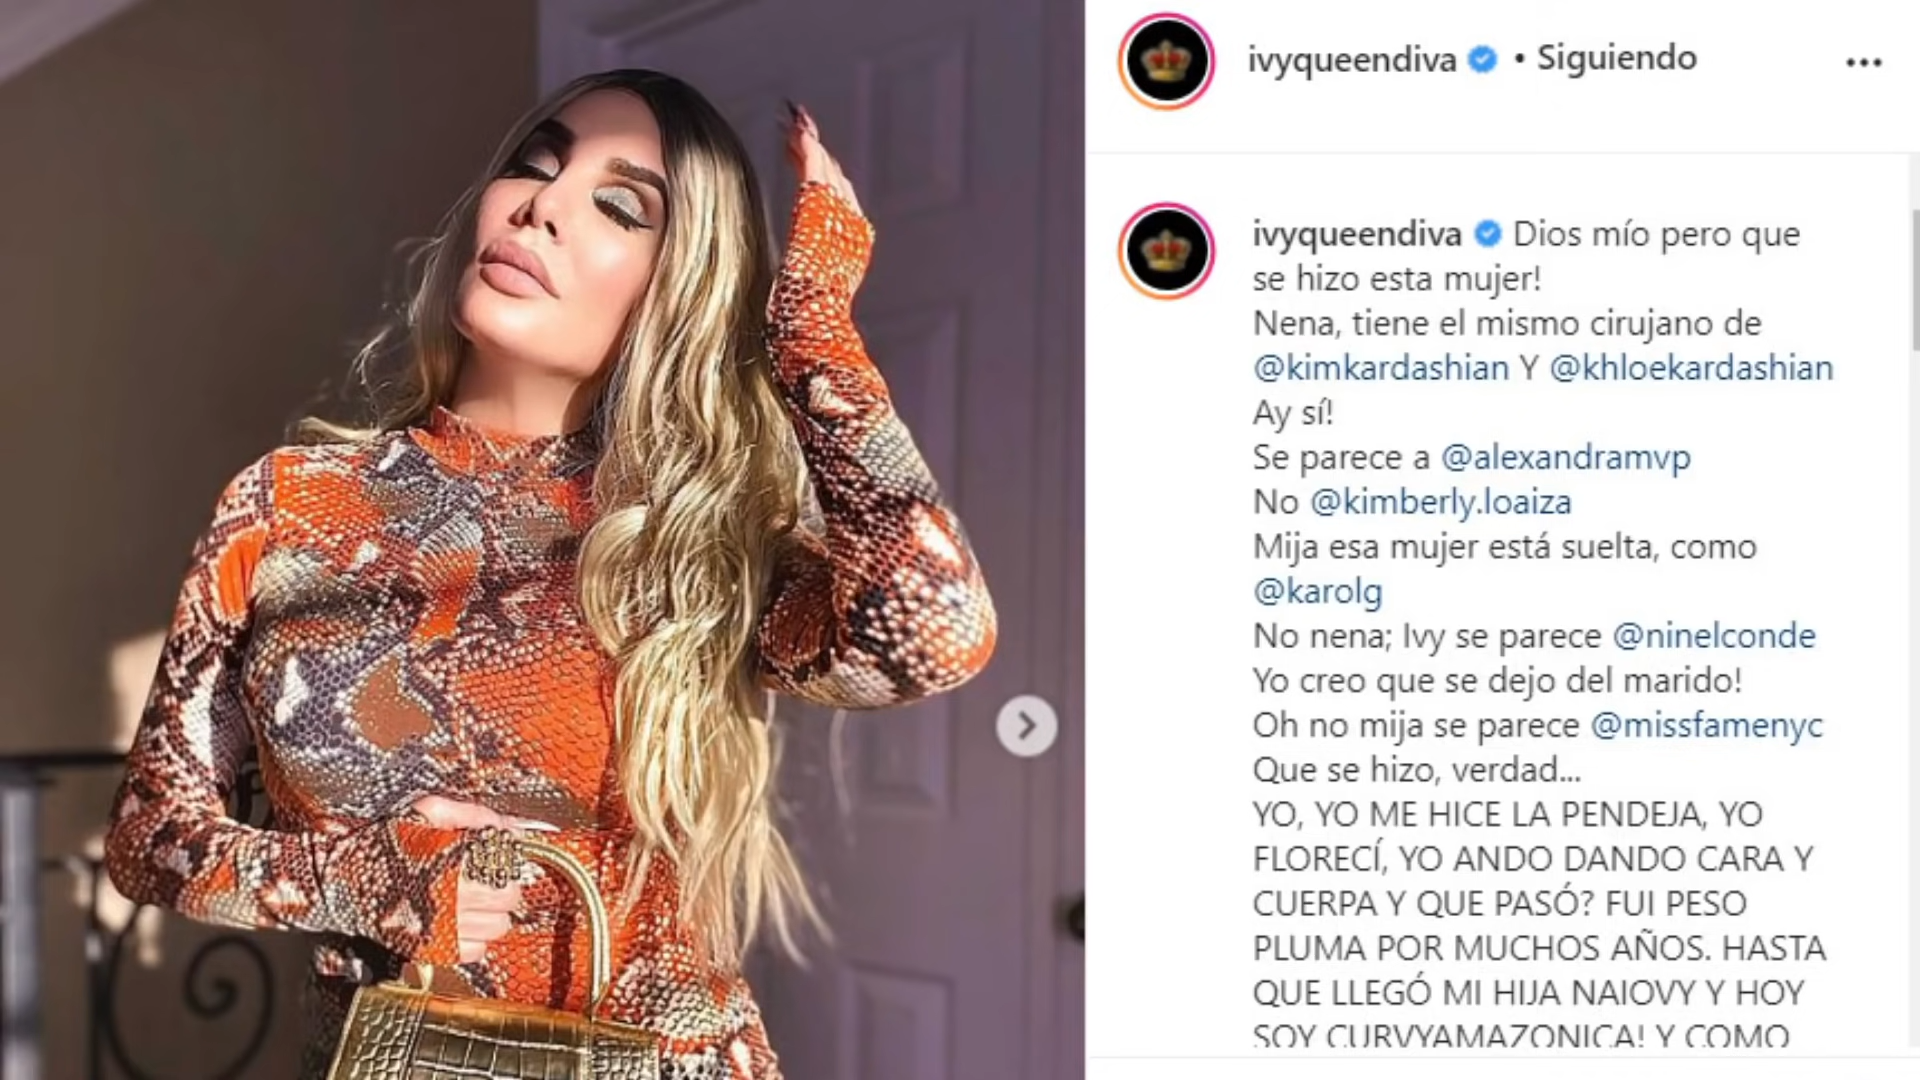 ivyqueendiva • Siguiendo
ivyqueendiva Dios mío pero que
se hizo esta mujer!
Nena, tiene el mismo cirujano de
@kimkardashian Y @khloekardashian
Ay sí!
Se parece a @alexandramvp
No @kimberly.loaiza
Mija esa mujer está suelta, como
@karolg
No nena; Ivy se parece @ninelconde
Yo creo que se dejo del marido!
Oh no mija se parece @missfamenyc
Que se hizo, verdad...
YO, YO ME HICE LA PENDEJA, YO
FLORECÍ, YO ANDO DANDO CARA Y
CUERPA Y QUE PASÓ? FUI PESO
PLUMA POR MUCHOS AÑOS. HASTA
QUE LLEGÓ MI HIJA NAIOVY Y HOY
SOY CURVYAMAZONICA! Y COMO